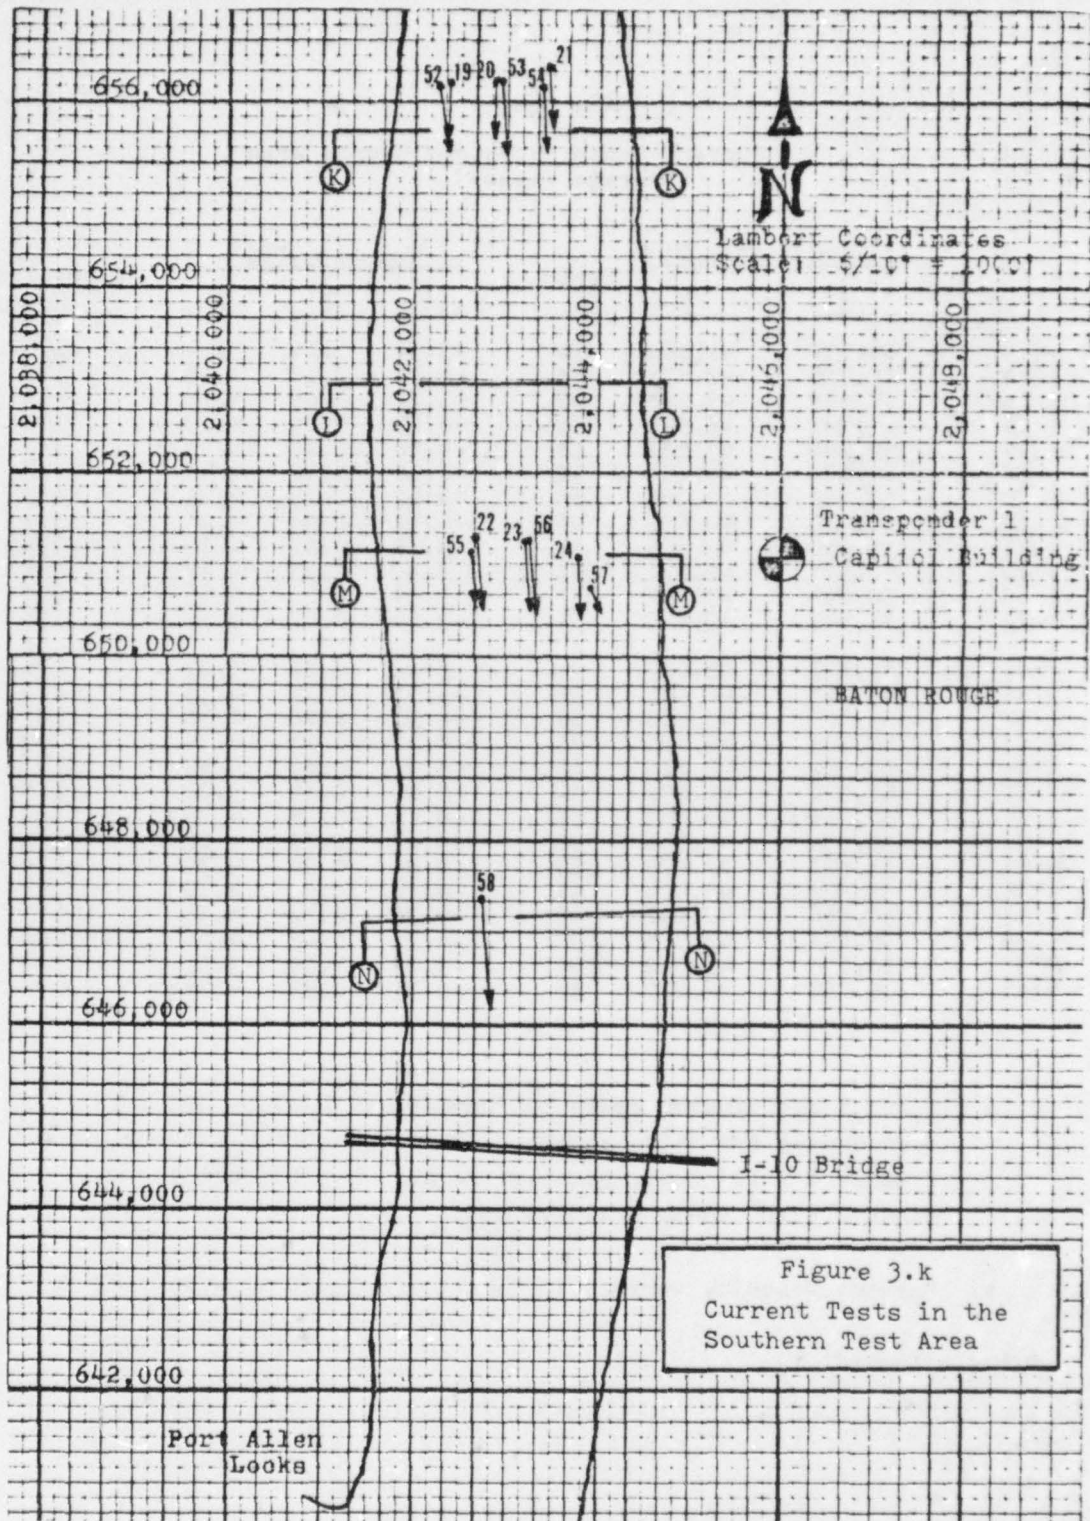 52 19 20 53 54 21
656,000
K K
N
Lambert Coordinates
Scale: 6/10" = 1000'
654,000
2,038,000
2,040,000
2,042,000
2,044,000
2,046,000
2,048,000
L L
652,000
Transponder 1
Capitol Building
22 55 23 56 24 57
M M
650,000
BATON ROUGE
648,000
58
N N
646,000
I-10 Bridge
644,000
Figure 3.k
Current Tests in the
Southern Test Area
642,000
Port Allen
Locks